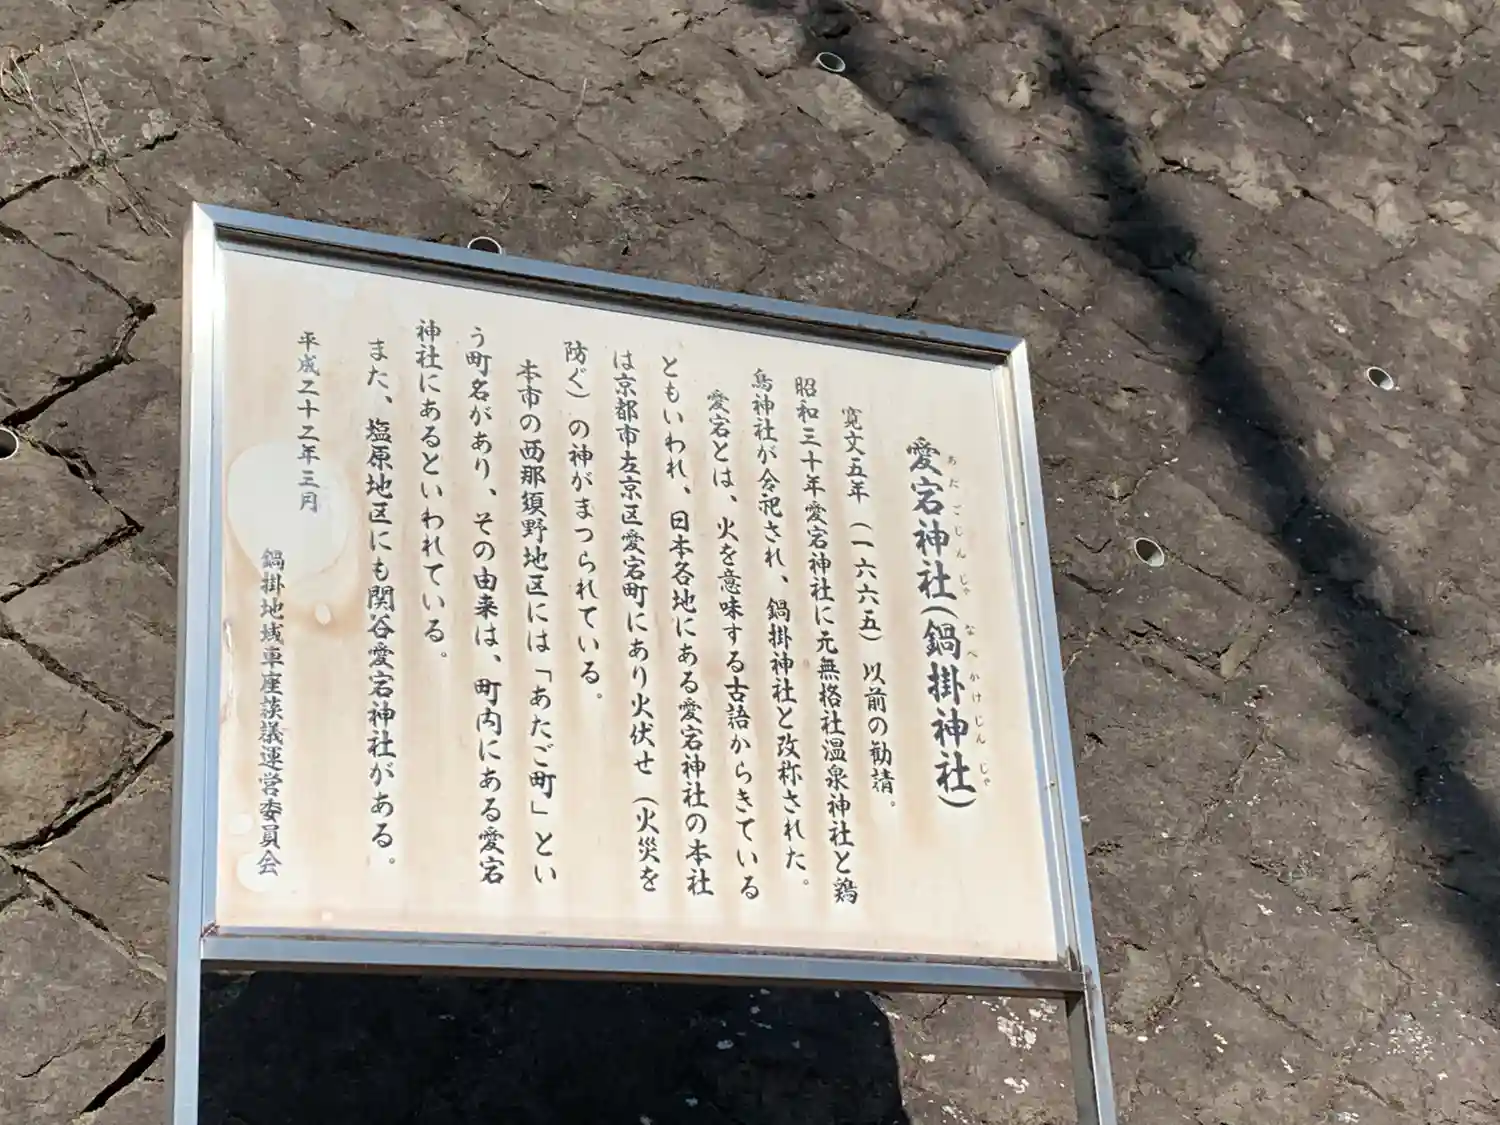 愛宕神社(鍋掛神社)
あたごじんじゃ なべかけじんじゃ
寛文五年(一六六五)以前の勧請。
昭和三十年愛宕神社に元無格社温泉神社と鶏
鳥神社が合祀され、鍋掛神社と改称された。
愛宕とは、火を意味する古語からきている
ともいわれ、日本各地にある愛宕神社の本社
は京都市左京区愛宕町にあり火伏せ(火災を
防ぐ)の神がまつられている。
本市の西那須野地区には「あたご町」とい
う町名があり、その由来は、町内にある愛宕
神社にあるといわれている。
また、塩原地区にも関谷愛宕神社がある。
平成二十二年三月
鍋掛地域車座談議運営委員会